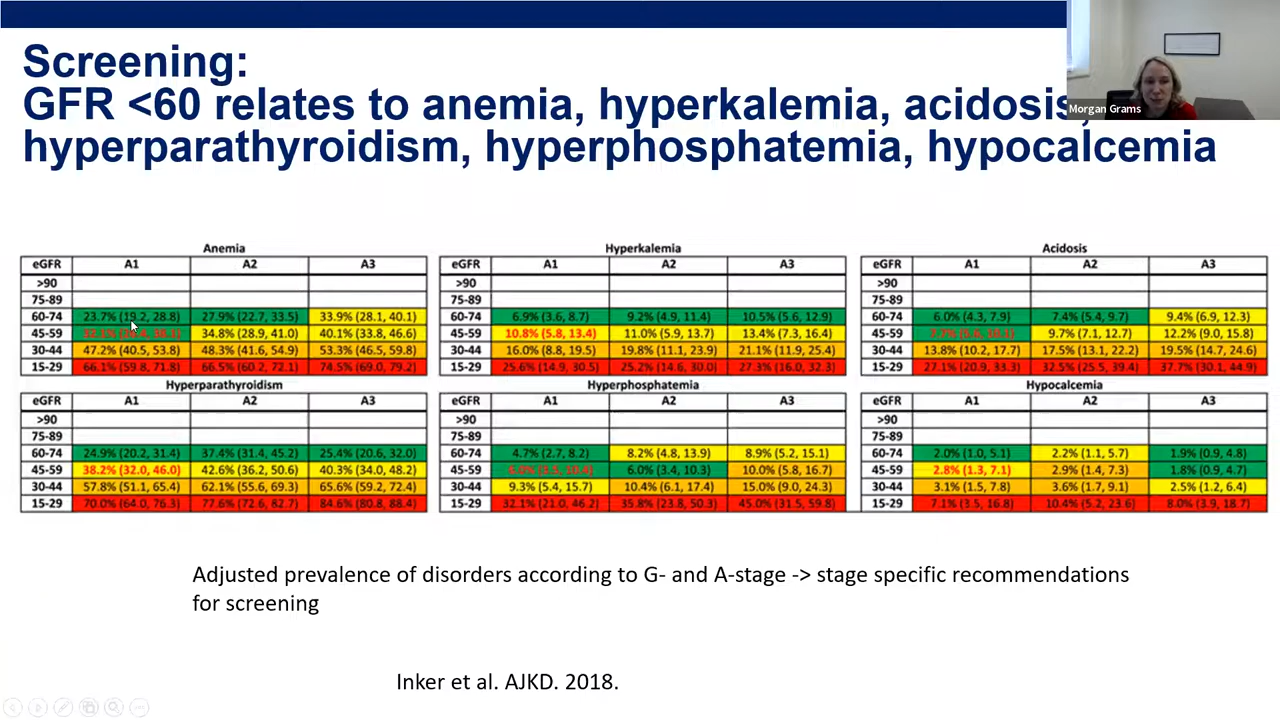 Screening:
GFR <60 relates to anemia, hyperkalemia, acidosis,
hyperparathyroidism, hyperphosphatemia, hypocalcemia
Morgan Grams
Anemia
eGFR A1 A2 A3
>90
75-89
60-74 23.7% (19.2, 28.8) 27.9% (22.7, 33.5) 33.9% (28.1, 40.1)
45-59 34.8% (28.9, 41.0) 40.1% (33.8, 46.6)
30-44 47.2% (40.5, 53.8) 48.3% (41.6, 54.9) 53.3% (46.5, 59.8)
15-29 66.1% (59.8, 71.8) 66.5% (60.2, 72.1) 74.5% (69.0, 79.2)
Hyperkalemia
eGFR A1 A2 A3
>90
75-89
60-74 6.9% (3.6, 8.7) 9.2% (4.9, 11.4) 10.5% (5.6, 12.9)
45-59 10.8% (5.8, 13.4) 11.0% (5.9, 13.7) 13.4% (7.3, 16.4)
30-44 16.0% (8.8, 19.5) 19.8% (11.1, 23.9) 21.1% (11.9, 25.4)
15-29 25.6% (14.9, 30.5) 25.2% (14.6, 30.0) 27.3% (16.0, 32.3)
Acidosis
eGFR A1 A2 A3
>90
75-89
60-74 6.0% (4.3, 7.9) 7.4% (5.4, 9.7) 9.4% (6.9, 12.3)
45-59 9.7% (7.1, 12.7) 12.2% (9.0, 15.8)
30-44 13.8% (10.2, 17.7) 17.5% (13.1, 22.2) 19.5% (14.7, 24.6)
15-29 27.1% (20.9, 33.3) 32.5% (25.5, 39.4) 37.7% (30.1, 44.9)
Hyperparathyroidism
eGFR A1 A2 A3
>90
75-89
60-74 24.9% (20.2, 31.4) 37.4% (31.4, 45.2) 25.4% (20.6, 32.0)
45-59 38.2% (32.0, 46.0) 42.6% (36.2, 50.6) 40.3% (34.0, 48.2)
30-44 57.8% (51.1, 65.4) 62.1% (55.6, 69.3) 65.6% (59.2, 72.4)
15-29 70.0% (64.0, 76.3) 77.6% (72.6, 82.7) 84.6% (80.8, 88.4)
Hyperphosphatemia
eGFR A1 A2 A3
>90
75-89
60-74 4.7% (2.7, 8.2) 8.2% (4.8, 13.9) 8.9% (5.2, 15.1)
45-59 6.0% (3.4, 10.3) 10.0% (5.8, 16.7)
30-44 9.3% (5.4, 15.7) 10.4% (6.1, 17.4) 15.0% (9.0, 24.3)
15-29 32.1% (21.0, 46.2) 35.8% (23.8, 50.3) 45.0% (31.5, 59.8)
Hypocalcemia
eGFR A1 A2 A3
>90
75-89
60-74 2.0% (1.0, 5.1) 2.2% (1.1, 5.7) 1.9% (0.9, 4.8)
45-59 2.8% (1.3, 7.1) 2.9% (1.4, 7.3) 1.8% (0.9, 4.7)
30-44 3.1% (1.5, 7.8) 3.6% (1.7, 9.1) 2.5% (1.2, 6.4)
15-29 7.1% (3.5, 16.8) 10.4% (5.2, 23.6) 8.0% (3.9, 18.7)
Adjusted prevalence of disorders according to G- and A-stage -> stage specific recommendations
for screening
Inker et al. AJKD. 2018.